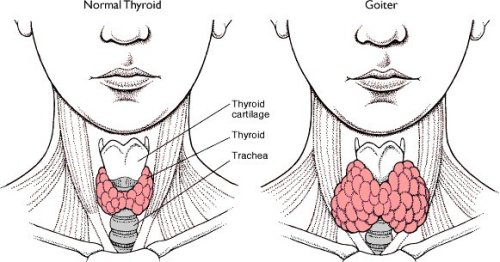 Normal Thyroid
Goiter
Thyroid
cartilage
Thyroid
Trachea